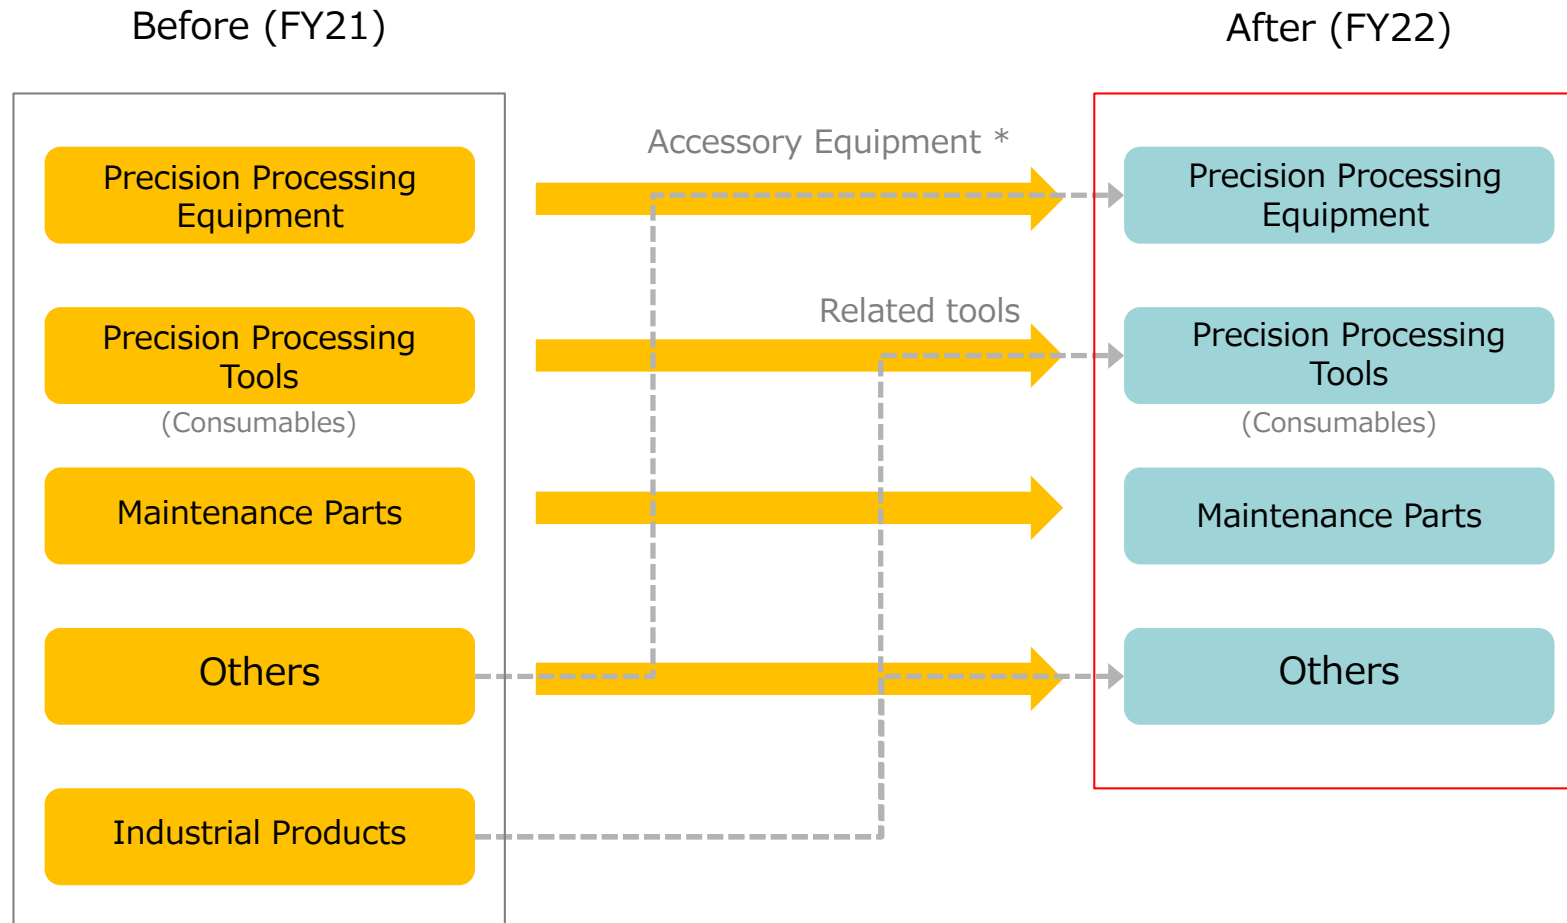 Before (FY21)
After (FY22)
Accessory Equipment *
Precision Processing
Equipment
Precision Processing
Equipment
Related tools
Precision Processing
Tools
(Consumables)
Precision Processing
Tools
(Consumables)
Maintenance Parts
Maintenance Parts
Others
Others
Industrial Products